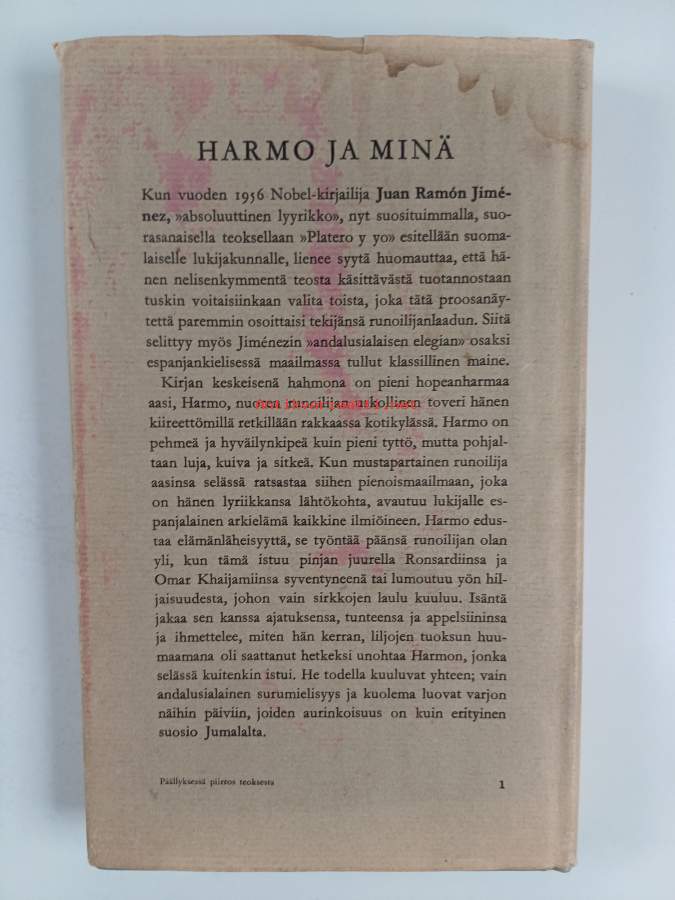 HARMO JA MINÄ
Kun vuoden 1956 Nobel-kirjailija Juan Ramón Jimé-
nez, »absoluuttinen lyyrikko», nyt suosituimmalla, suo-
rasanaisella teoksellaan »Platero y yo» esitellään suoma-
laiselle lukijakunnalle, lienee syytä huomauttaa, että hä-
nen nelisenkymmentä teosta käsittävästä tuotannostaan
tuskin voitaisiinkaan valita toista, joka tätä proosanäy-
tettä paremmin osoittaisi tekijänsä runoilijanlaadun. Siitä
selittyy myös Jiménezin »andalusialaisen elegian» osaksi
espanjankielisessä maailmassa tullut klassillinen maine.
Kirjan keskeisenä hahmona on pieni hopeanharmaa
aasi, Harmo, nuoren runoilijan uskollinen toveri hänen
kiireettömillä retkillään rakkaassa kotikylässä. Harmo on
pehmeä ja hyväilynkipeä kuin pieni tyttö, mutta pohjal-
taan luja, kuiva ja sitkeä. Kun mustapartainen runoilija
aasinsa selässä ratsastaa siihen pienoismaailmaan, joka
on hänen lyriikkansa lähtökohta, avautuu lukijalle es-
panjalainen arkielämä kaikkine ilmiöineen. Harmo edus-
taa elämänläheisyyttä, se työntää päänsä runoilijan olan
yli, kun tämä istuu pinjan juurella Ronsardiinsa ja
Omar Khaijamiinsa syventyneenä tai lumoutuu yön hil-
jaisuudesta, johon vain sirkkojen laulu kuuluu. Isäntä
jakaa sen kanssa ajatuksensa, tunteensa ja appelsiininsa
ja ihmettelee, miten hän kerran, liljojen tuoksun huu-
maamana oli saattanut hetkeksi unohtaa Harmon, jonka
selässä kuitenkin istui. He todella kuuluvat yhteen; vain
andalusialainen surumielisyys ja kuolema luovat varjon
näihin päiviin, joiden aurinkoisuus on kuin erityinen
suosio Jumalalta.
Päällyksessä piirros teoksesta
1